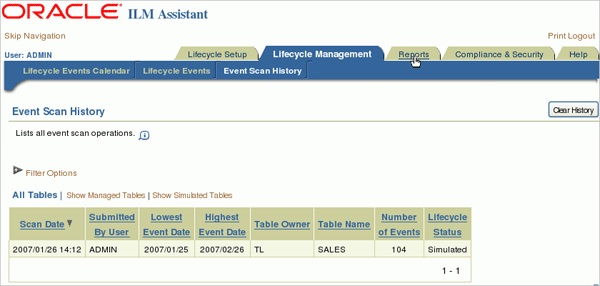 ORACLE ILM Assistant
Skip Navigation Print Logout
User: ADMIN Lifecycle Setup Lifecycle Management Reports Compliance & Security Help
Lifecycle Events Calendar Lifecycle Events Event Scan History
Event Scan History Clear History
Lists all event scan operations. i
Filter Options
All Tables | Show Managed Tables | Show Simulated Tables
Scan Date Submitted By User Lowest Event Date Highest Event Date Table Owner Table Name Number of Events Lifecycle Status
2007/01/26 14:12 ADMIN 2007/01/25 2007/02/26 TL SALES 104 Simulated
1 - 1